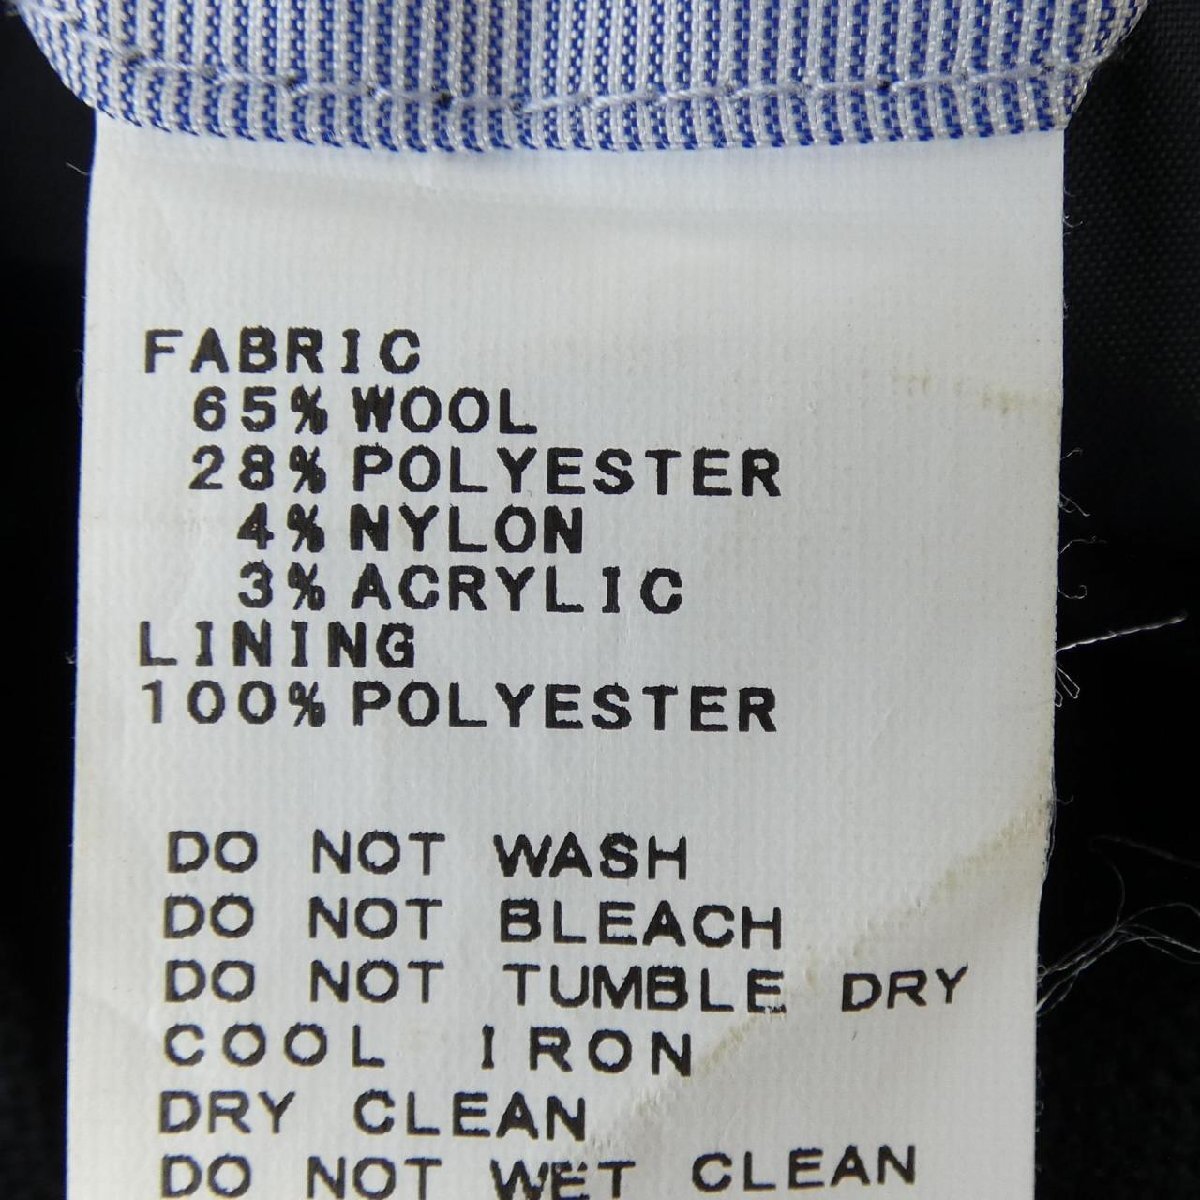 FABRIC
65% WOOL
28% POLYESTER
4% NYLON
3% ACRYLIC
LINING
100% POLYESTER
DO NOT WASH
DO NOT BLEACH
DO NOT TUMBLE DRY
COOL IRON
DRY CLEAN
DO NOT WET CLEAN